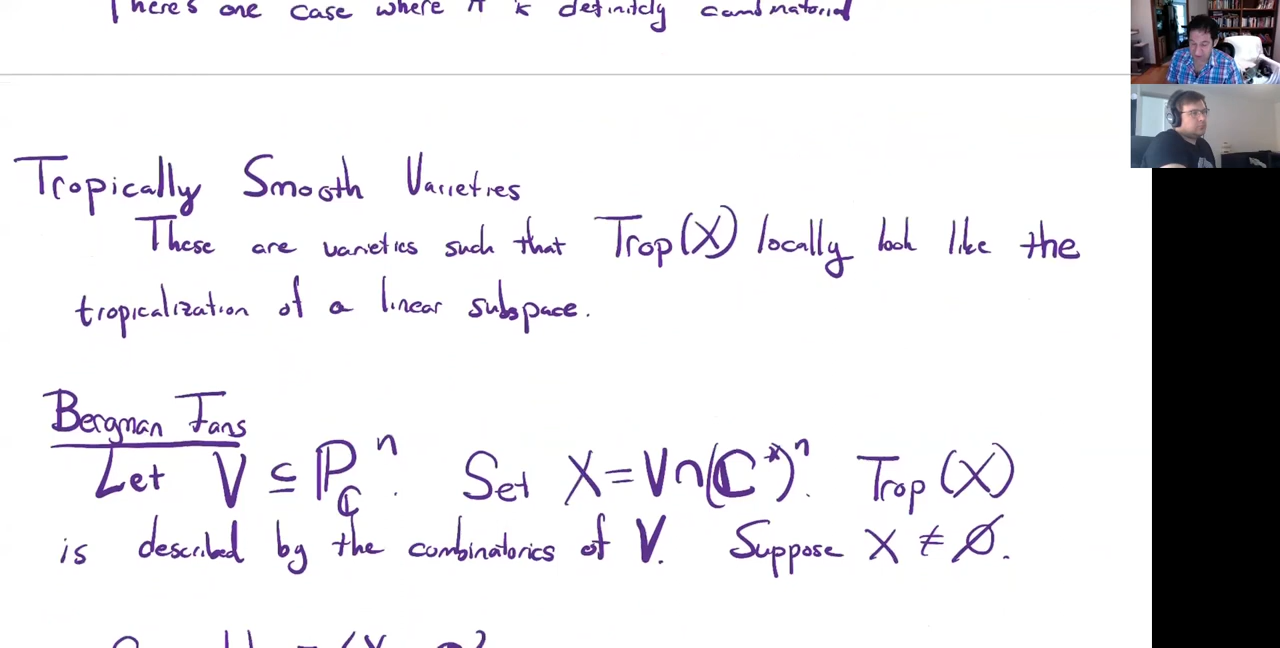 There's one case where it is definitely combinatorial
Tropically Smooth Varieties
These are varieties such that Trop(X) locally look like the
tropicalization of a linear subspace.
Bergman Fans
Let V ⊆ ℙ_ℂ^n. Set X = V∩(ℂ*)^n. Trop(X)
is described by the combinatorics of V. Suppose X ≠ ∅.